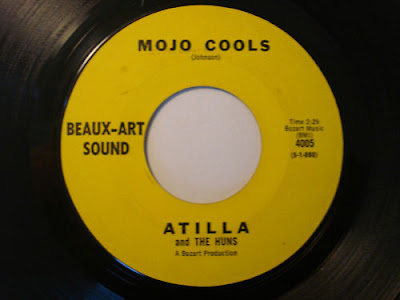 MOJO COOLS
(Johnson)
BEAUX-ART
SOUND
Time 2:29
Bozart Music
(BMI)
4005
(S-1-690)
ATILLA
and THE HUNS
A Bozart Production